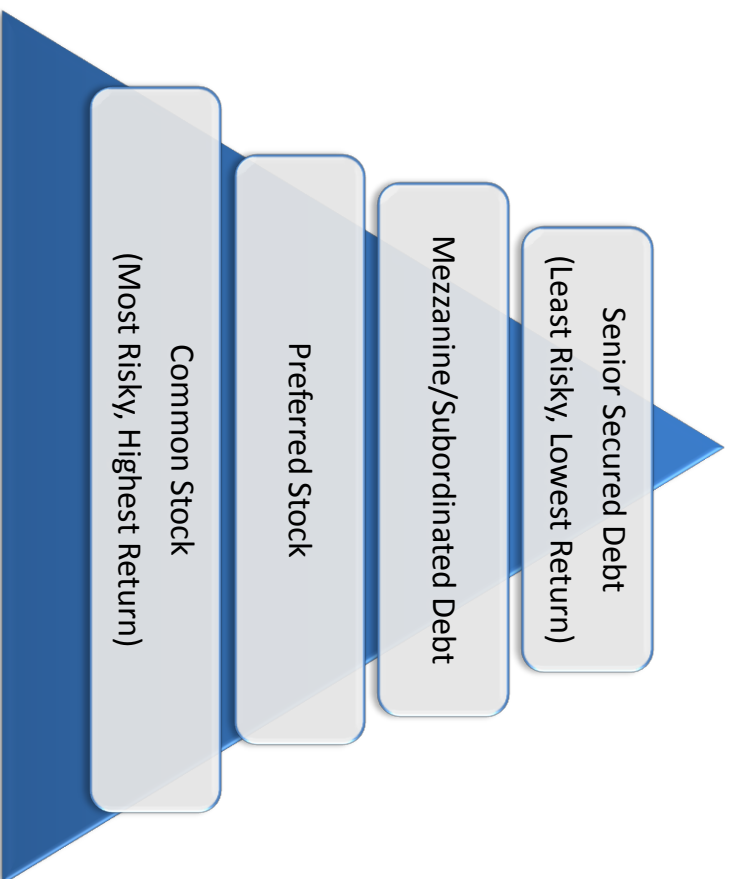 Senior Secured Debt
(Least Risky, Lowest Return)
Mezzanine/Subordinated Debt
Preferred Stock
Common Stock
(Most Risky, Highest Return)